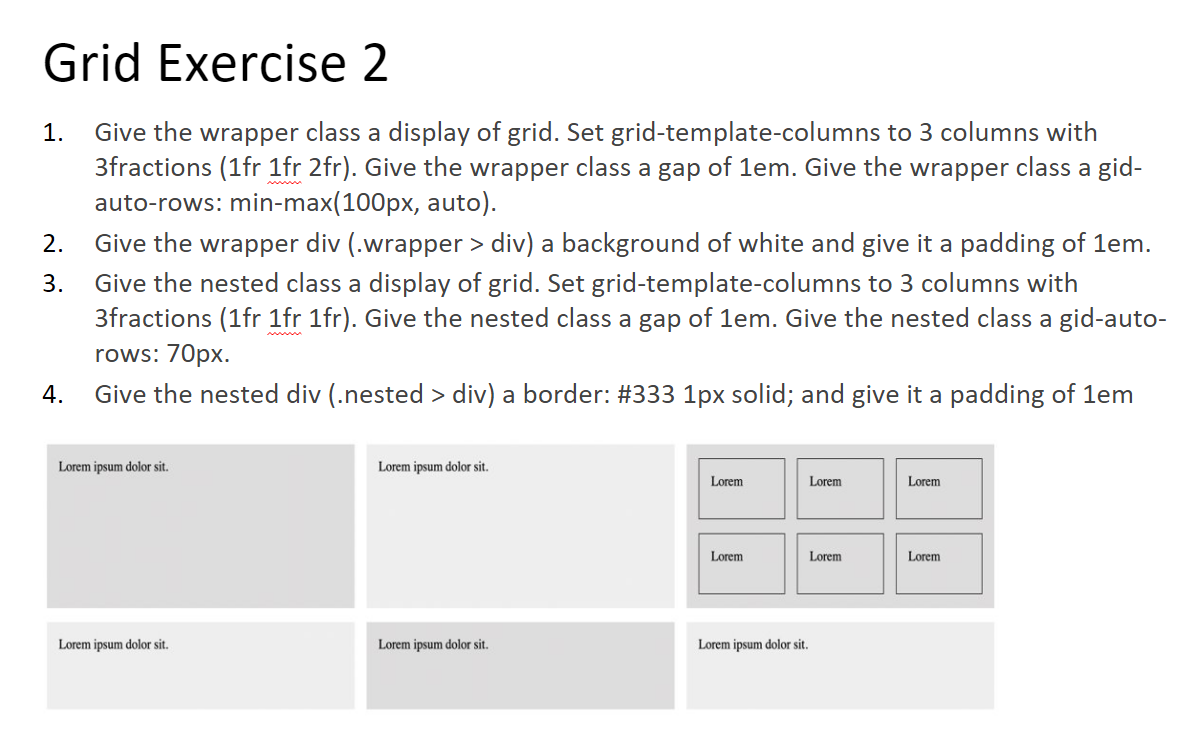 Grid Exercise 2
1. Give the wrapper class a display of grid. Set grid-template-columns to 3 columns with
3fractions (1fr 1fr 2fr). Give the wrapper class a gap of 1em. Give the wrapper class a gid-
auto-rows: min-max(100px, auto).
2. Give the wrapper div (.wrapper > div) a background of white and give it a padding of 1em.
3. Give the nested class a display of grid. Set grid-template-columns to 3 columns with
3fractions (1fr 1fr 1fr). Give the nested class a gap of 1em. Give the nested class a gid-auto-
rows: 70px.
4. Give the nested div (.nested > div) a border: #333 1px solid; and give it a padding of 1em
Lorem ipsum dolor sit.
Lorem ipsum dolor sit.
Lorem
Lorem
Lorem
Lorem
Lorem
Lorem
Lorem ipsum dolor sit.
Lorem ipsum dolor sit.
Lorem ipsum dolor sit.